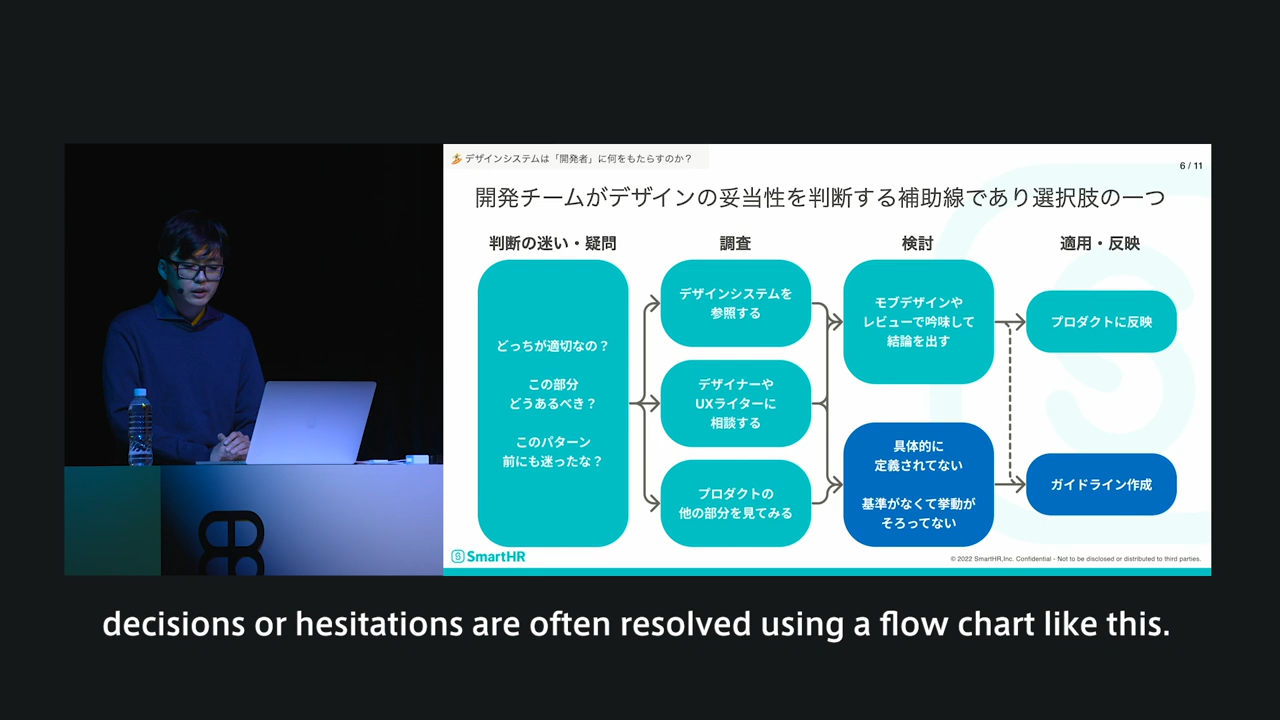 デザインシステムは「開発者」に何をもたらすのか？
6 / 11
開発チームがデザインの妥当性を判断する補助線であり選択肢の一つ
判断の迷い・疑問
調査
検討
適用・反映
どっちが適切なの？
この部分
どうあるべき？
このパターン
前にも迷ったな？
デザインシステムを
参照する
デザイナーや
UXライターに
相談する
プロダクトの
他の部分を見てみる
モブデザインや
レビューで吟味して
結論を出す
具体的に
定義されてない
基準がなくて挙動が
そろってない
プロダクトに反映
ガイドライン作成
SmartHR
© 2022 SmartHR,Inc. Confidential - Not to be disclosed or distributed to third parties.
decisions or hesitations are often resolved using a flow chart like this.